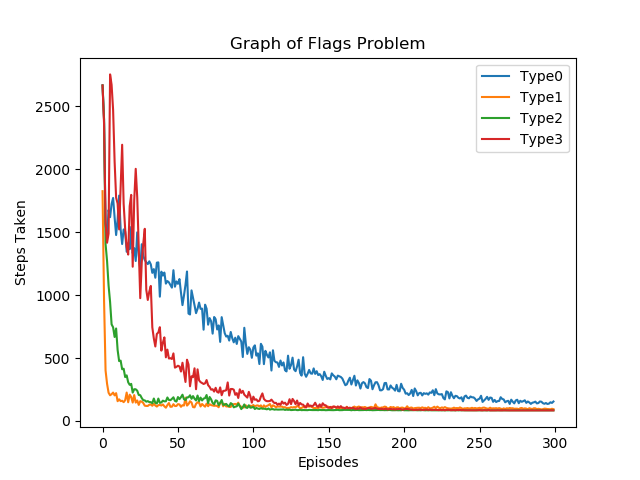 Graph of Flags Problem
Type0
Type1
Type2
Type3
2500
2000
1500
1000
500
0
Steps Taken
0 50 100 150 200 250 300
Episodes